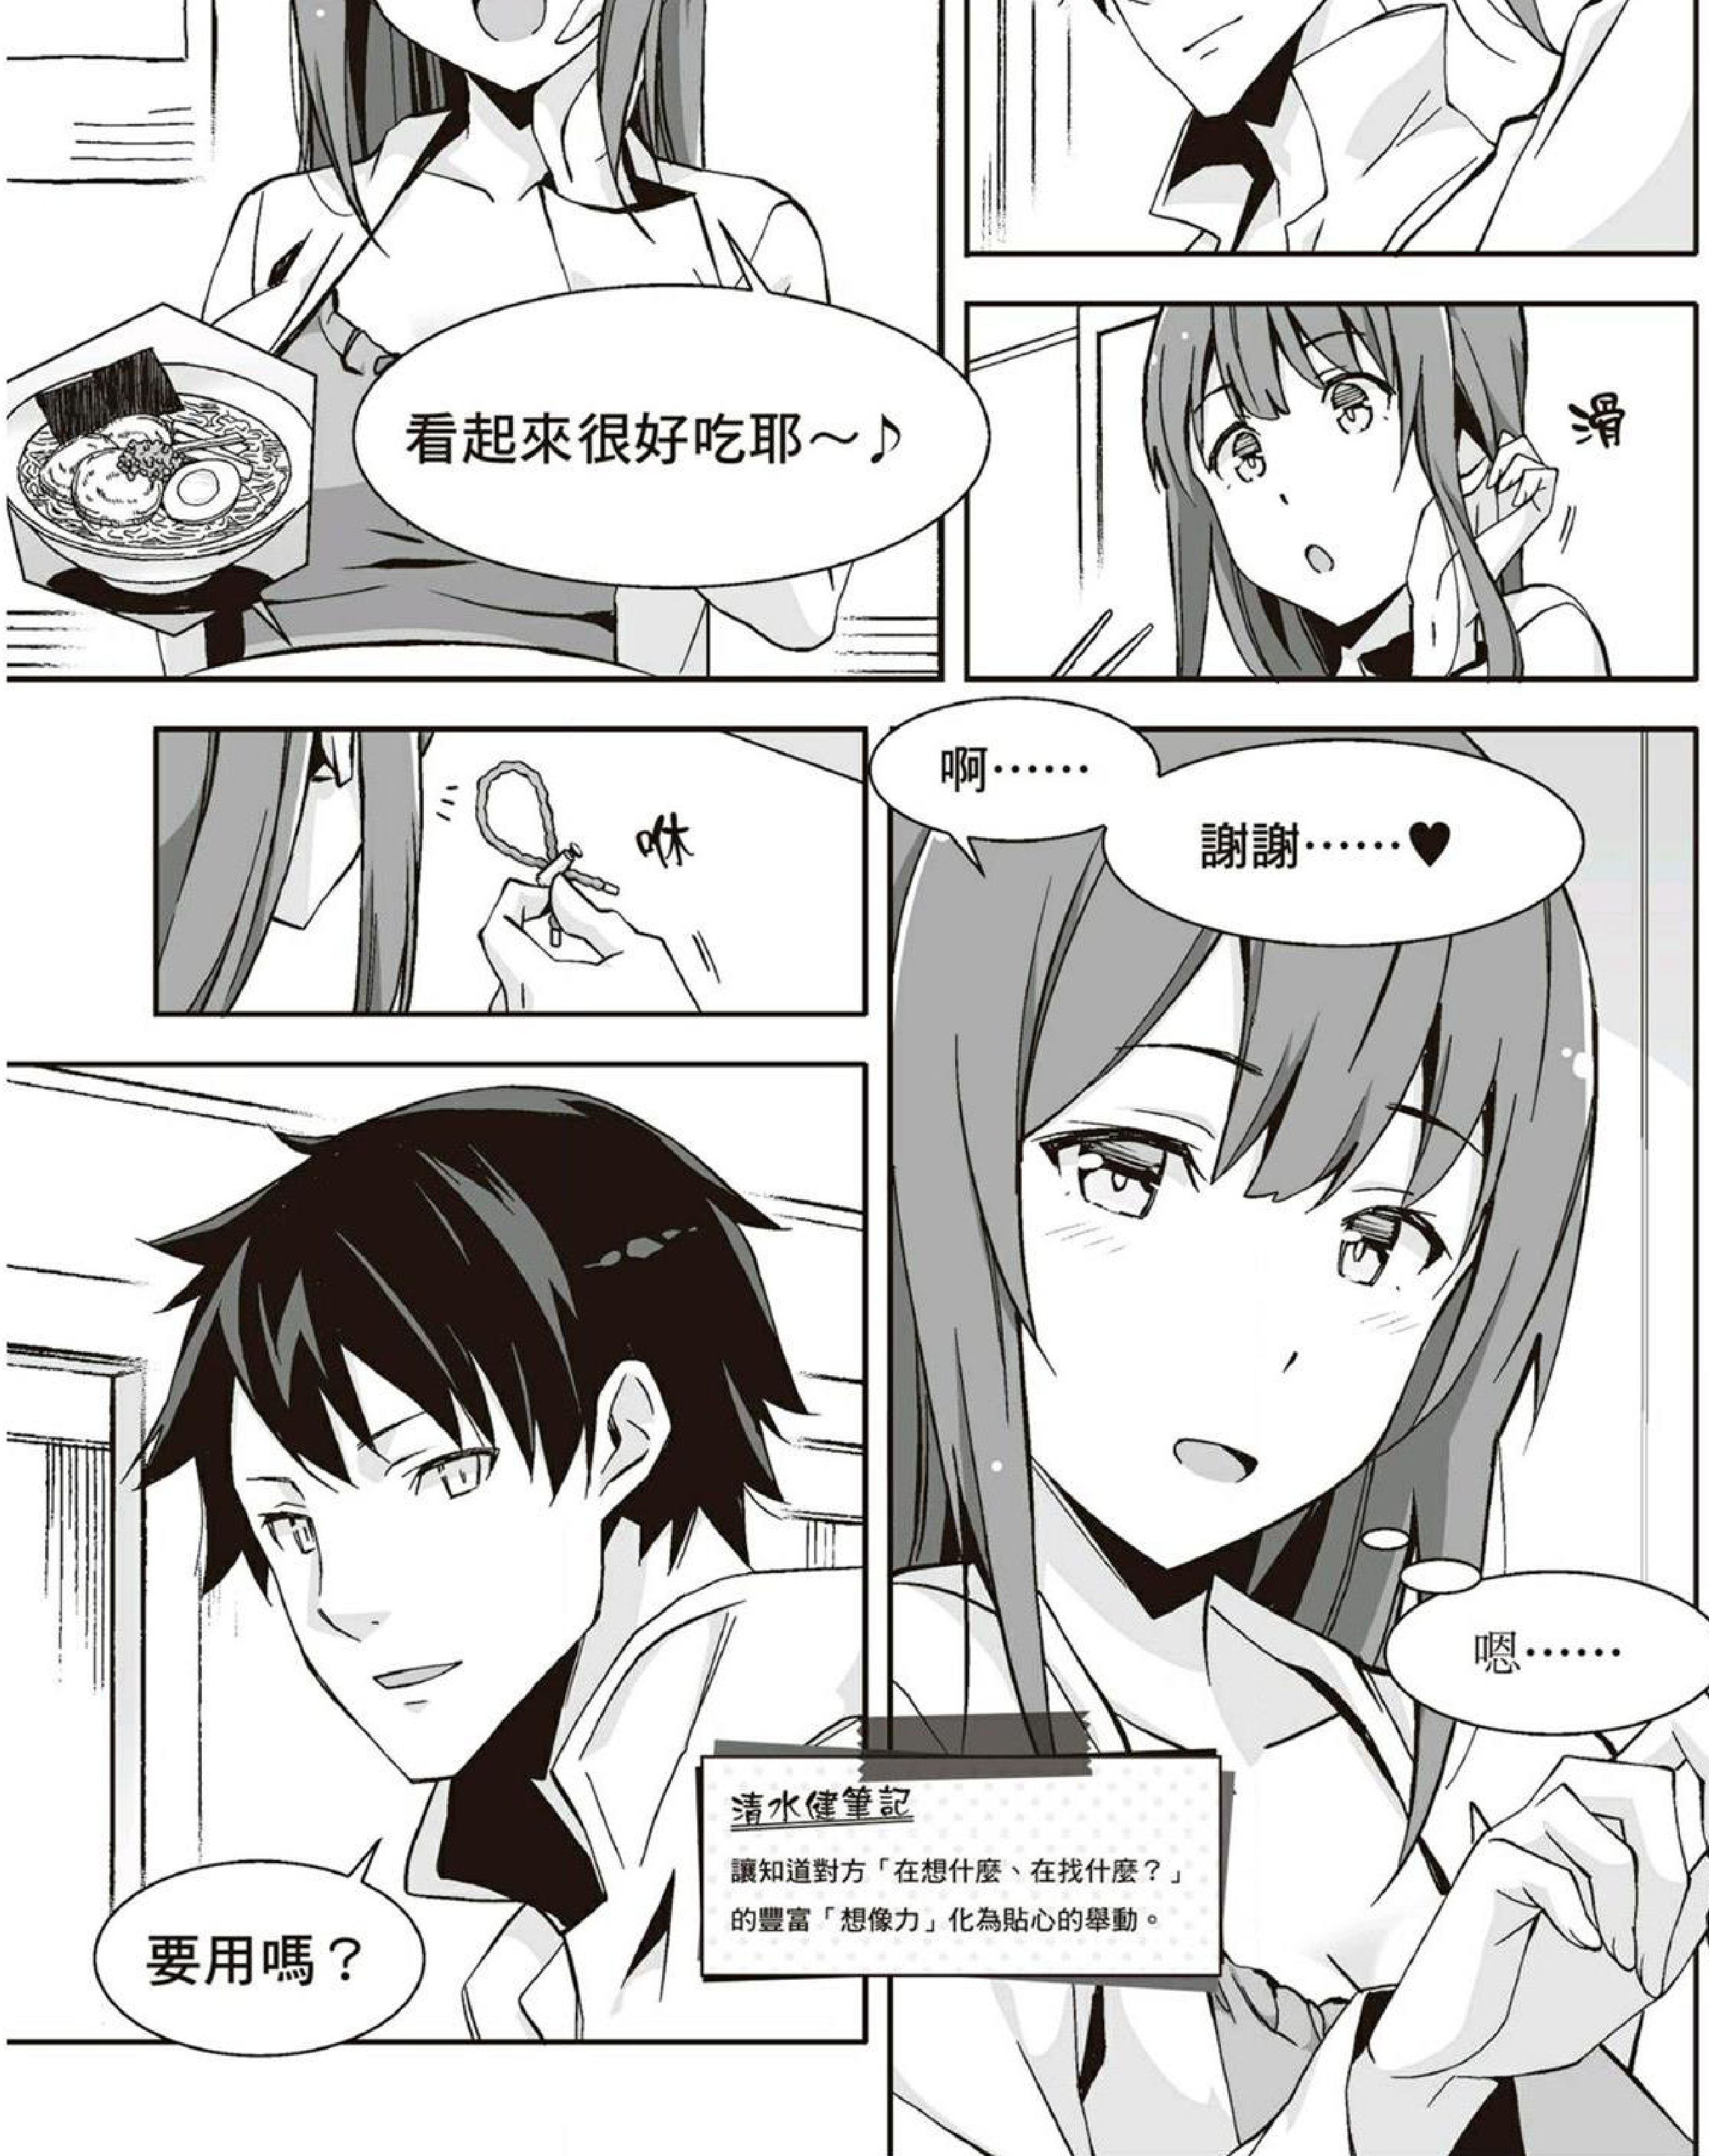 看起來很好吃耶～♪
滑
咻
要用嗎？
啊……
謝謝……♥
嗯……
清水健筆記
讓知道對方「在想什麼、在找什麼？」
的豐富「想像力」化為貼心的舉動。